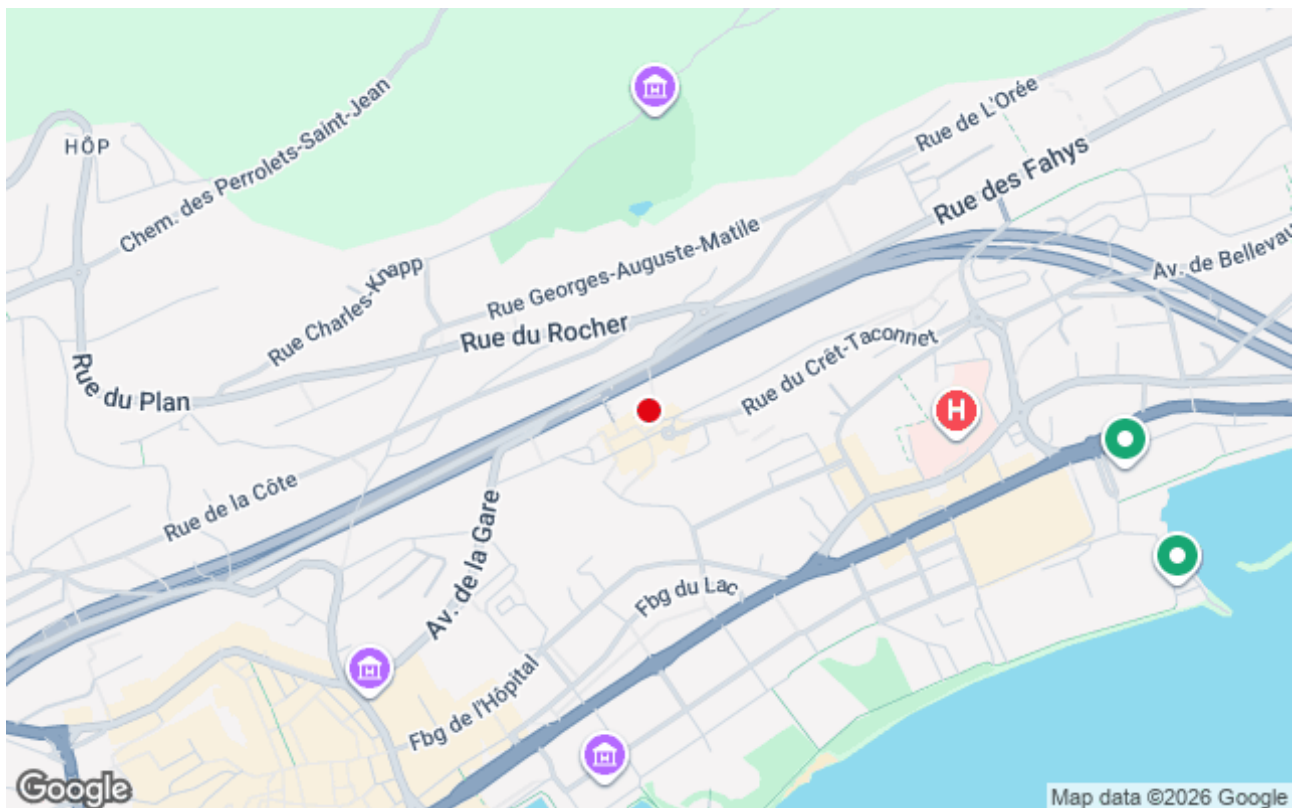 HÔP
Chem. des Perrolets-Saint-Jean
Rue de L'Orée
Rue des Fahys
Rue Charles-Knapp
Rue Georges-Auguste-Matile
Av. de Bellevau
Rue du Rocher
Rue du Plan
Rue du Crêt-Taconnet
H
Rue de la Côte
Av. de la Gare
Fbg du Lac
Fbg de l'Hôpital
Google
Map data ©2026 Google